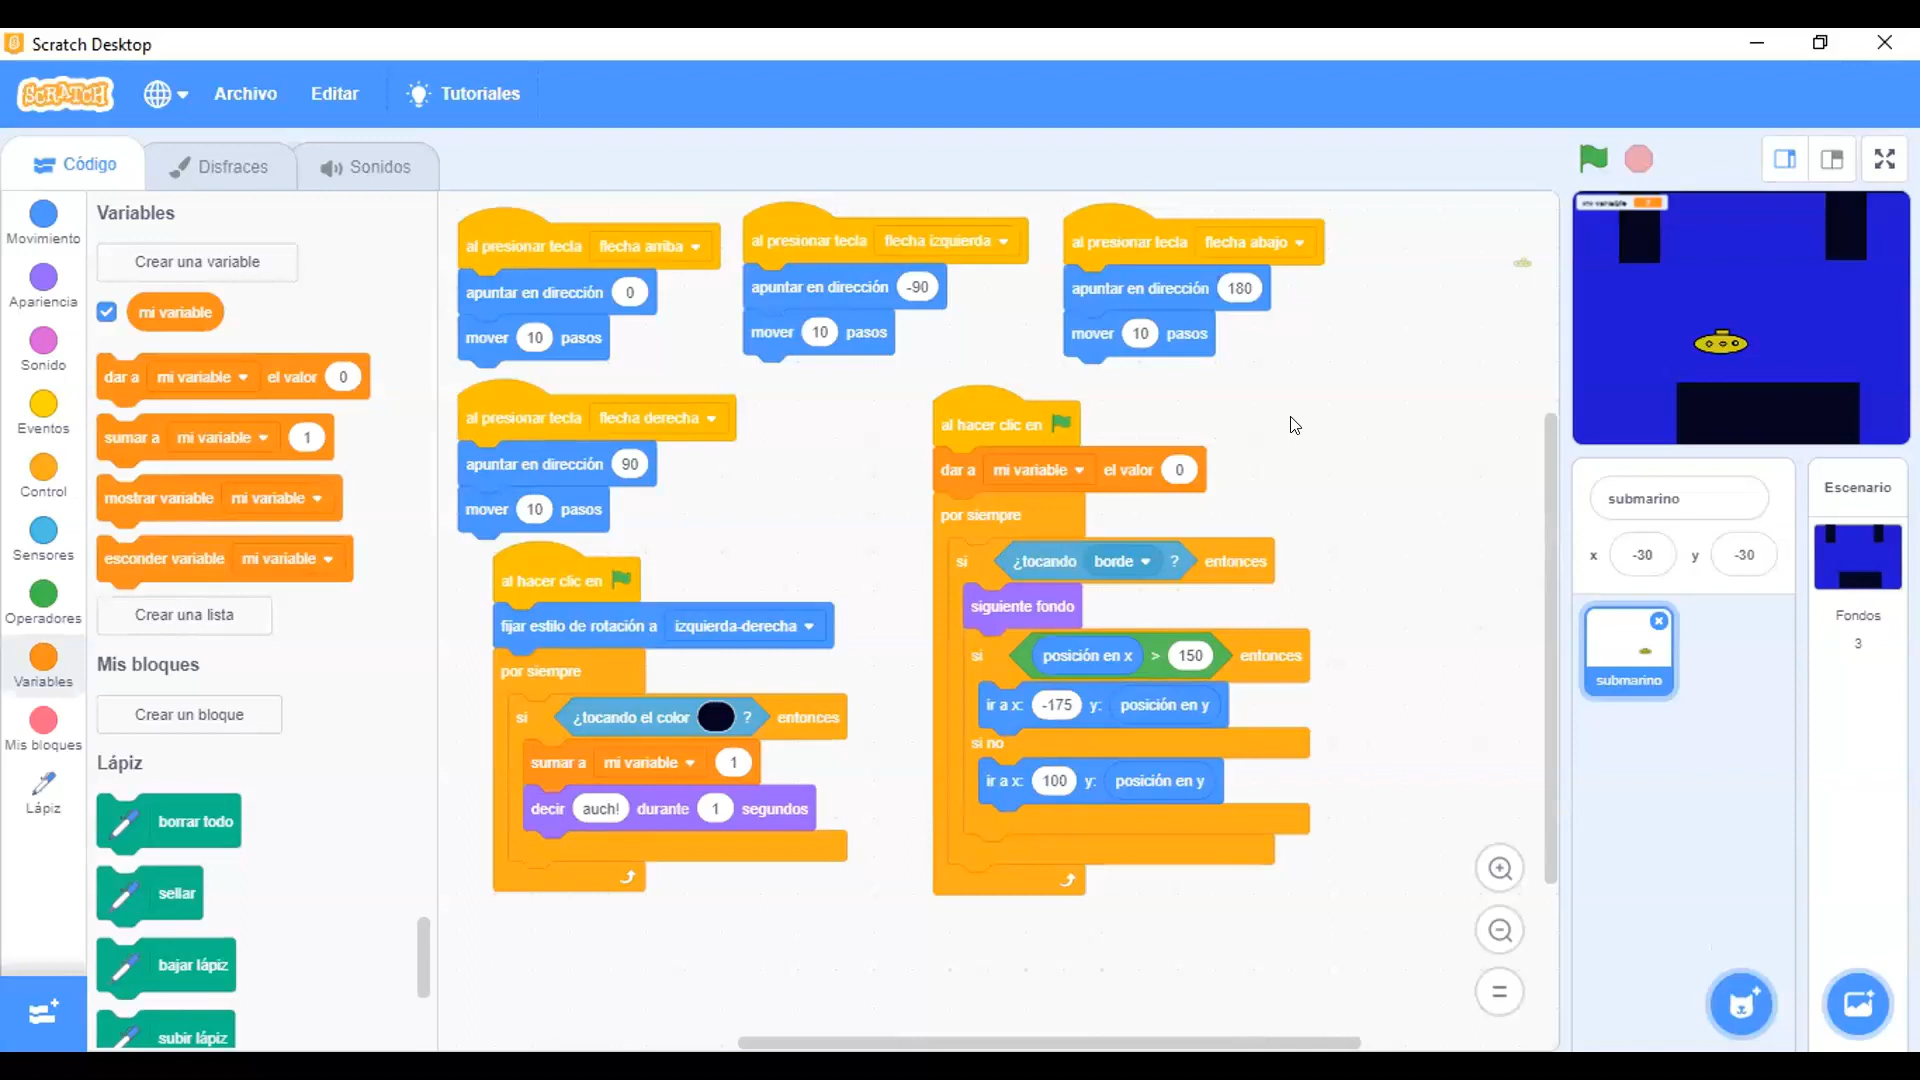 Scratch Desktop
SCRATCH
Archivo
Editar
Tutoriales
Código
Disfraces
Sonidos
Movimiento
Apariencia
Sonido
Eventos
Control
Sensores
Operadores
Variables
Mis bloques
Lápiz
Variables
Crear una variable
mi variable
dar a mi variable el valor 0
sumar a mi variable 1
mostrar variable mi variable
esconder variable mi variable
Crear una lista
Mis bloques
Crear un bloque
Lápiz
borrar todo
sellar
bajar lápiz
subir lápiz
al presionar tecla flecha arriba
apuntar en dirección 0
mover 10 pasos
al presionar tecla flecha izquierda
apuntar en dirección -90
mover 10 pasos
al presionar tecla flecha abajo
apuntar en dirección 180
mover 10 pasos
al presionar tecla flecha derecha
apuntar en dirección 90
mover 10 pasos
al hacer clic en
fijar estilo de rotación a izquierda-derecha
por siempre
si ¿tocando el color ? entonces
sumar a mi variable 1
decir auch! durante 1 segundos
al hacer clic en
dar a mi variable el valor 0
por siempre
si ¿tocando borde ? entonces
siguiente fondo
si posición en x > 150 entonces
ir a x: -175 y: posición en y
si no
ir a x: 100 y: posición en y
mi variable
submarino
x -30 y -30
submarino
Escenario
Fondos
3